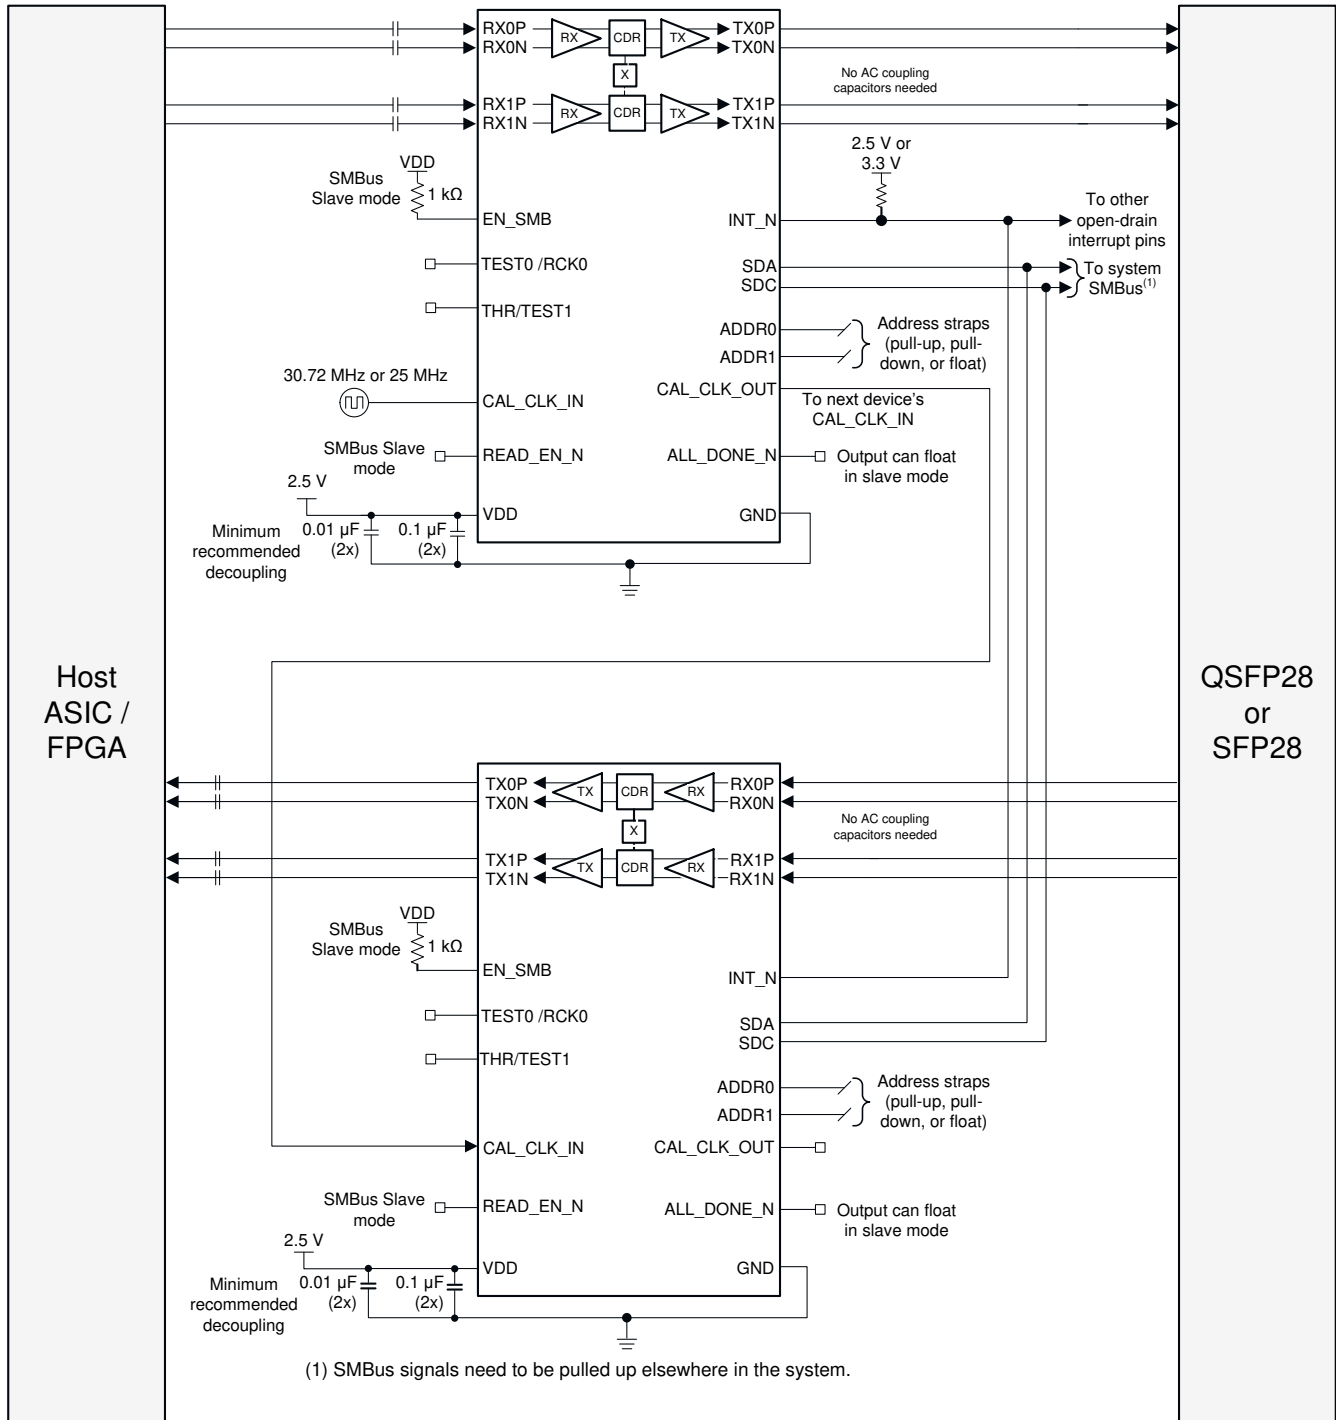 Host
ASIC /
FPGA
QSFP28
or
SFP28
RX0P
RX0N
RX
CDR
TX
TX0P
TX0N
X
RX1P
RX1N
RX
CDR
TX
TX1P
TX1N
No AC coupling
capacitors needed
2.5 V or
3.3 V
VDD
SMBus
Slave mode
1 kΩ
EN_SMB
INT_N
To other
open-drain
interrupt pins
TEST0 /RCK0
SDA
SDC
To system
SMBus(1)
THR/TEST1
ADDR0
ADDR1
Address straps
(pull-up, pull-
down, or float)
30.72 MHz or 25 MHz
CAL_CLK_IN
CAL_CLK_OUT
To next device's
CAL_CLK_IN
SMBus Slave
mode
READ_EN_N
ALL_DONE_N
Output can float
in slave mode
2.5 V
VDD
GND
Minimum
recommended
decoupling
0.01 µF
(2x)
0.1 µF
(2x)
TX0P
TX0N
TX
CDR
RX
RX0P
RX0N
X
TX1P
TX1N
TX
CDR
RX
RX1P
RX1N
No AC coupling
capacitors needed
VDD
SMBus
Slave mode
1 kΩ
EN_SMB
INT_N
TEST0 /RCK0
SDA
SDC
THR/TEST1
ADDR0
ADDR1
Address straps
(pull-up, pull-
down, or float)
CAL_CLK_IN
CAL_CLK_OUT
SMBus Slave
mode
READ_EN_N
ALL_DONE_N
Output can float
in slave mode
2.5 V
VDD
GND
Minimum
recommended
decoupling
0.01 µF
(2x)
0.1 µF
(2x)
(1) SMBus signals need to be pulled up elsewhere in the system.